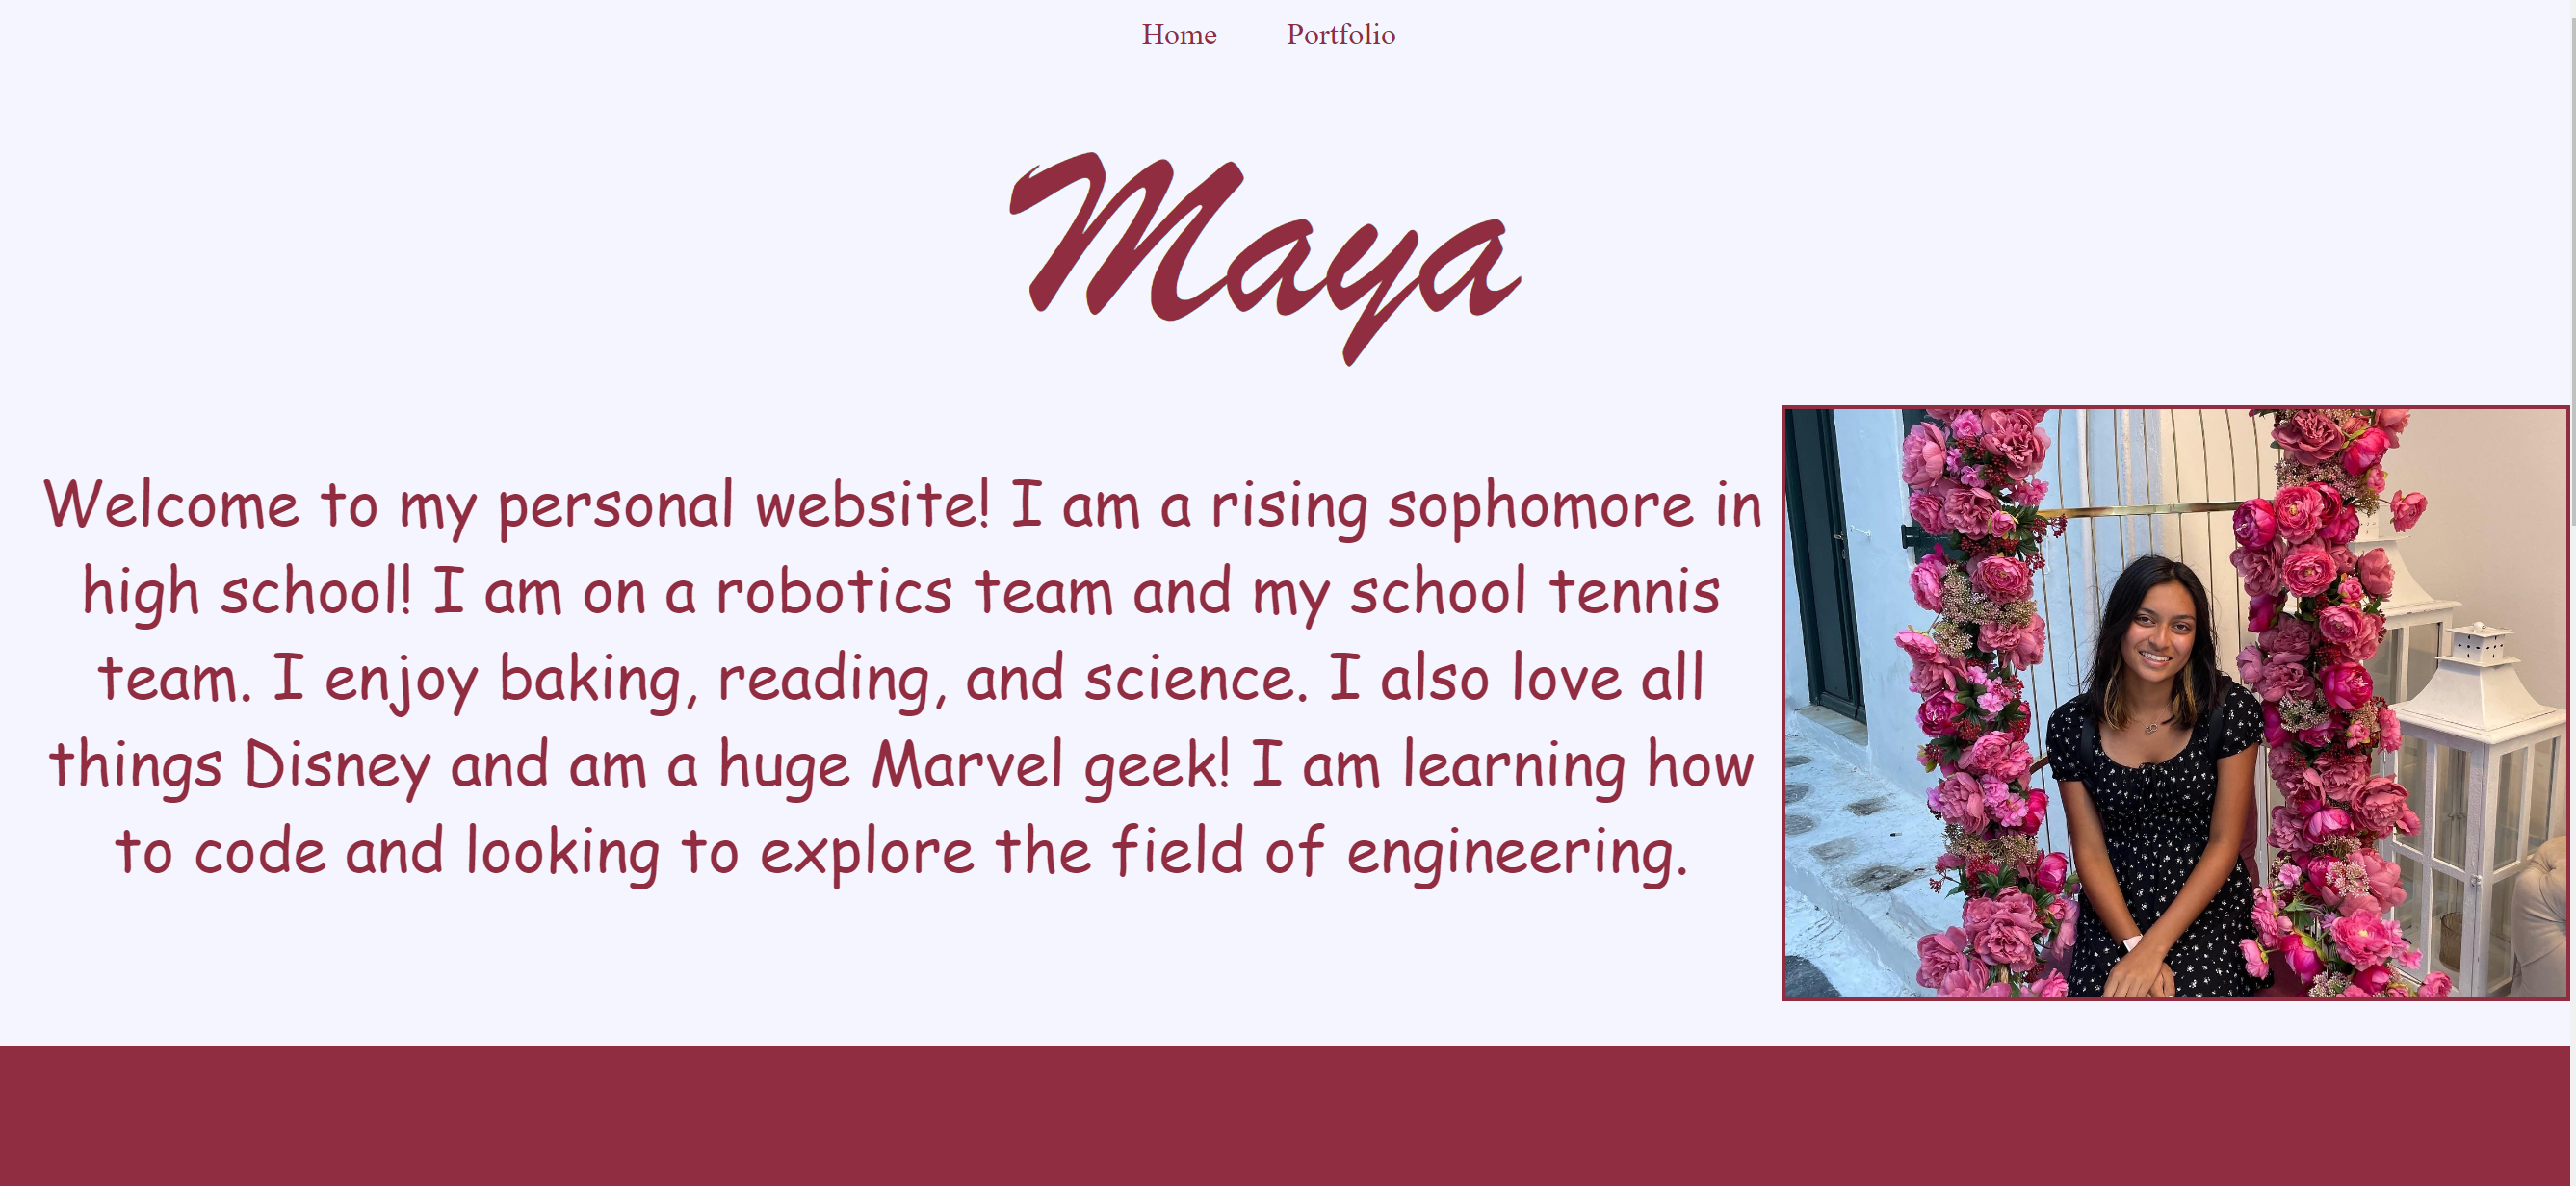 Home Portfolio
Maya
Welcome to my personal website! I am a rising sophomore in
high school! I am on a robotics team and my school tennis
team. I enjoy baking, reading, and science. I also love all
things Disney and am a huge Marvel geek! I am learning how
to code and looking to explore the field of engineering.